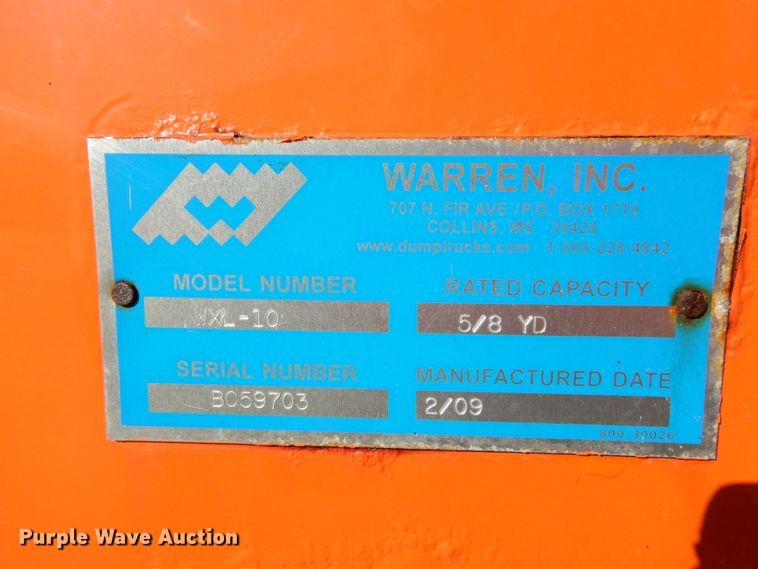 WARREN, INC.
707 N. FIR AVE./P.O. BOX 1719
COLLINS, MS 39428
www.dumptrucks.com 1-800-228-4842
MODEL NUMBER
WXL-10
RATED CAPACITY
5/8 YD
SERIAL NUMBER
B059703
MANUFACTURED DATE
2/09
800 30026
Purple Wave Auction